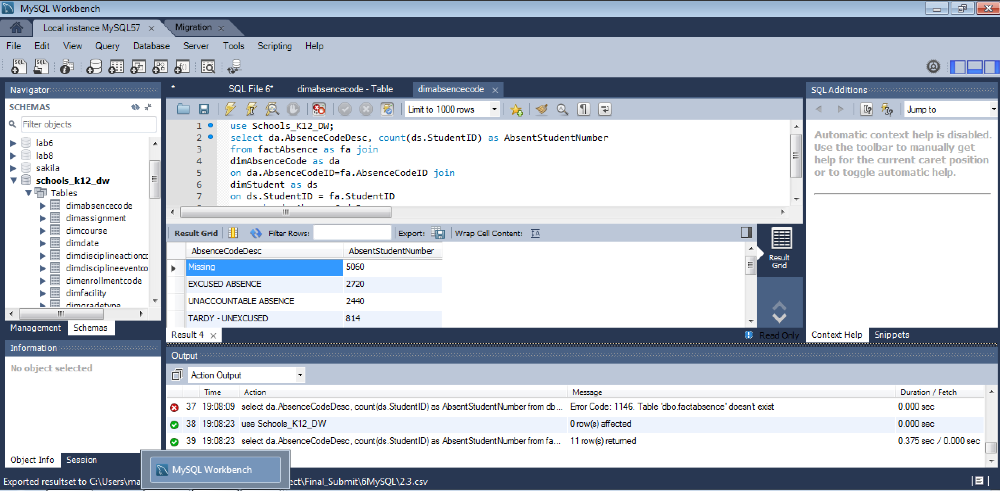 MySQL Workbench
Local instance MySQL57
Migration
File Edit View Query Database Server Tools Scripting Help
Navigator
SCHEMAS
Filter objects
lab6
lab8
sakila
schools_k12_dw
Tables
dimabsencecode
dimassignment
dimcourse
dimdate
dimdisciplineactionco
dimdisciplineeventco
dimenrollmentcode
dimfacility
dimgradetype
Management Schemas
Information
No object selected
Object Info Session
* SQL File 6* dimabsencecode - Table dimabsencecode
Limit to 1000 rows
1 use Schools_K12_DW;
2 select da.AbsenceCodeDesc, count(ds.StudentID) as AbsentStudentNumber
3 from factAbsence as fa join
4 dimAbsenceCode as da
5 on da.AbsenceCodeID=fa.AbsenceCodeID join
6 dimStudent as ds
7 on ds.StudentID = fa.StudentID
Result Grid Filter Rows: Export: Wrap Cell Content:
AbsenceCodeDesc AbsentStudentNumber
Missing 5060
EXCUSED ABSENCE 2720
UNACCOUNTABLE ABSENCE 2440
TARDY - UNEXCUSED 814
Result
Grid
Result 4
Read Only
SQL Additions
Jump to
Automatic context help is disabled.
Use the toolbar to manually get
help for the current caret position
or to toggle automatic help.
Context Help Snippets
Output
Action Output
Time Action Message Duration / Fetch
37 19:08:09 select da.AbsenceCodeDesc, count(ds.StudentID) as AbsentStudentNumber from db... Error Code: 1146. Table 'dbo.factabsence' doesn't exist 0.000 sec
38 19:08:23 use Schools_K12_DW 0 row(s) affected 0.000 sec
39 19:08:23 select da.AbsenceCodeDesc, count(ds.StudentID) as AbsentStudentNumber from fa... 11 row(s) returned 0.375 sec / 0.000 sec
MySQL Workbench
Exported resultset to C:\Users\ma ect\Final_Submit\6MySQL\2.3.csv